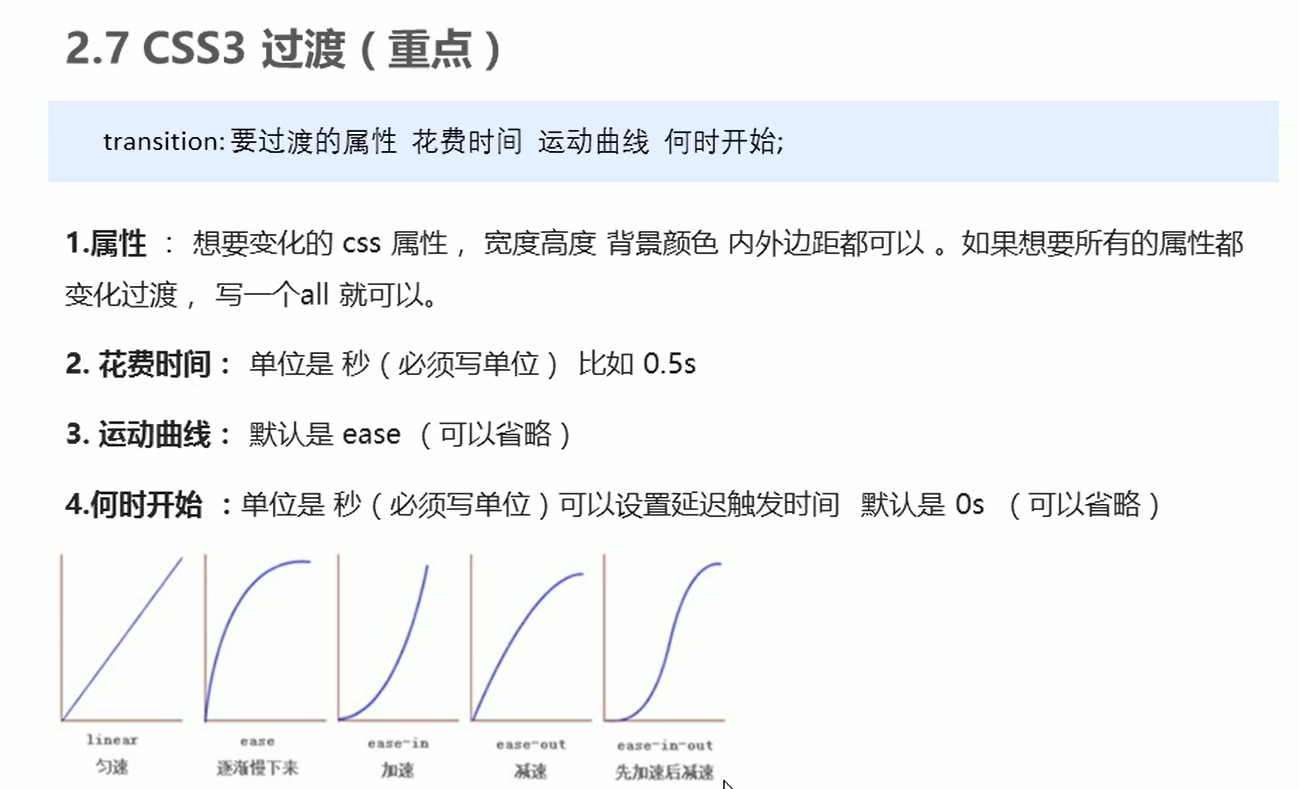 2.7 CSS3 过渡（重点）
transition: 要过渡的属性 花费时间 运动曲线 何时开始;
1.属性 ： 想要变化的 css 属性， 宽度高度 背景颜色 内外边距都可以 。如果想要所有的属性都
变化过渡， 写一个all 就可以。
2. 花费时间： 单位是 秒（必须写单位） 比如 0.5s
3. 运动曲线： 默认是 ease （可以省略）
4.何时开始 ：单位是 秒（必须写单位）可以设置延迟触发时间 默认是 0s （可以省略）
linear ease ease-in ease-out ease-in-out
匀速 逐渐慢下来 加速 减速 先加速后减速